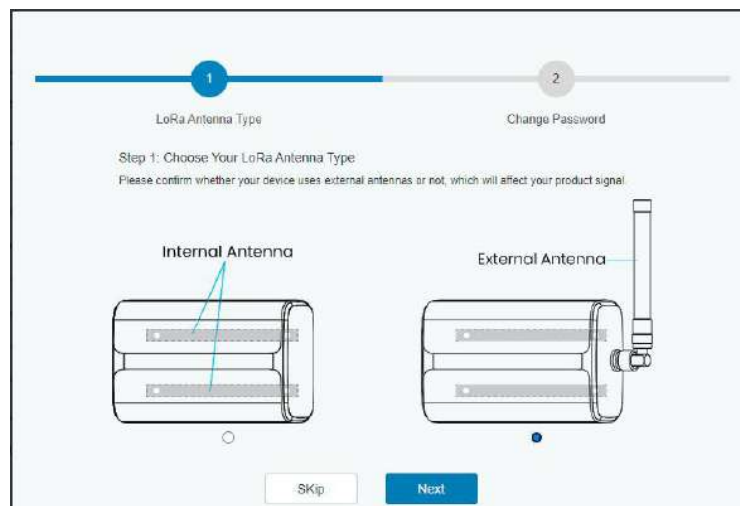 1
2
LoRa Antenna Type
Change Password
Step 1: Choose Your LoRa Antenna Type
Please confirm whether your device uses external antennas or not, which will affect your product signal.
Internal Antenna
External Antenna
SKip
Next